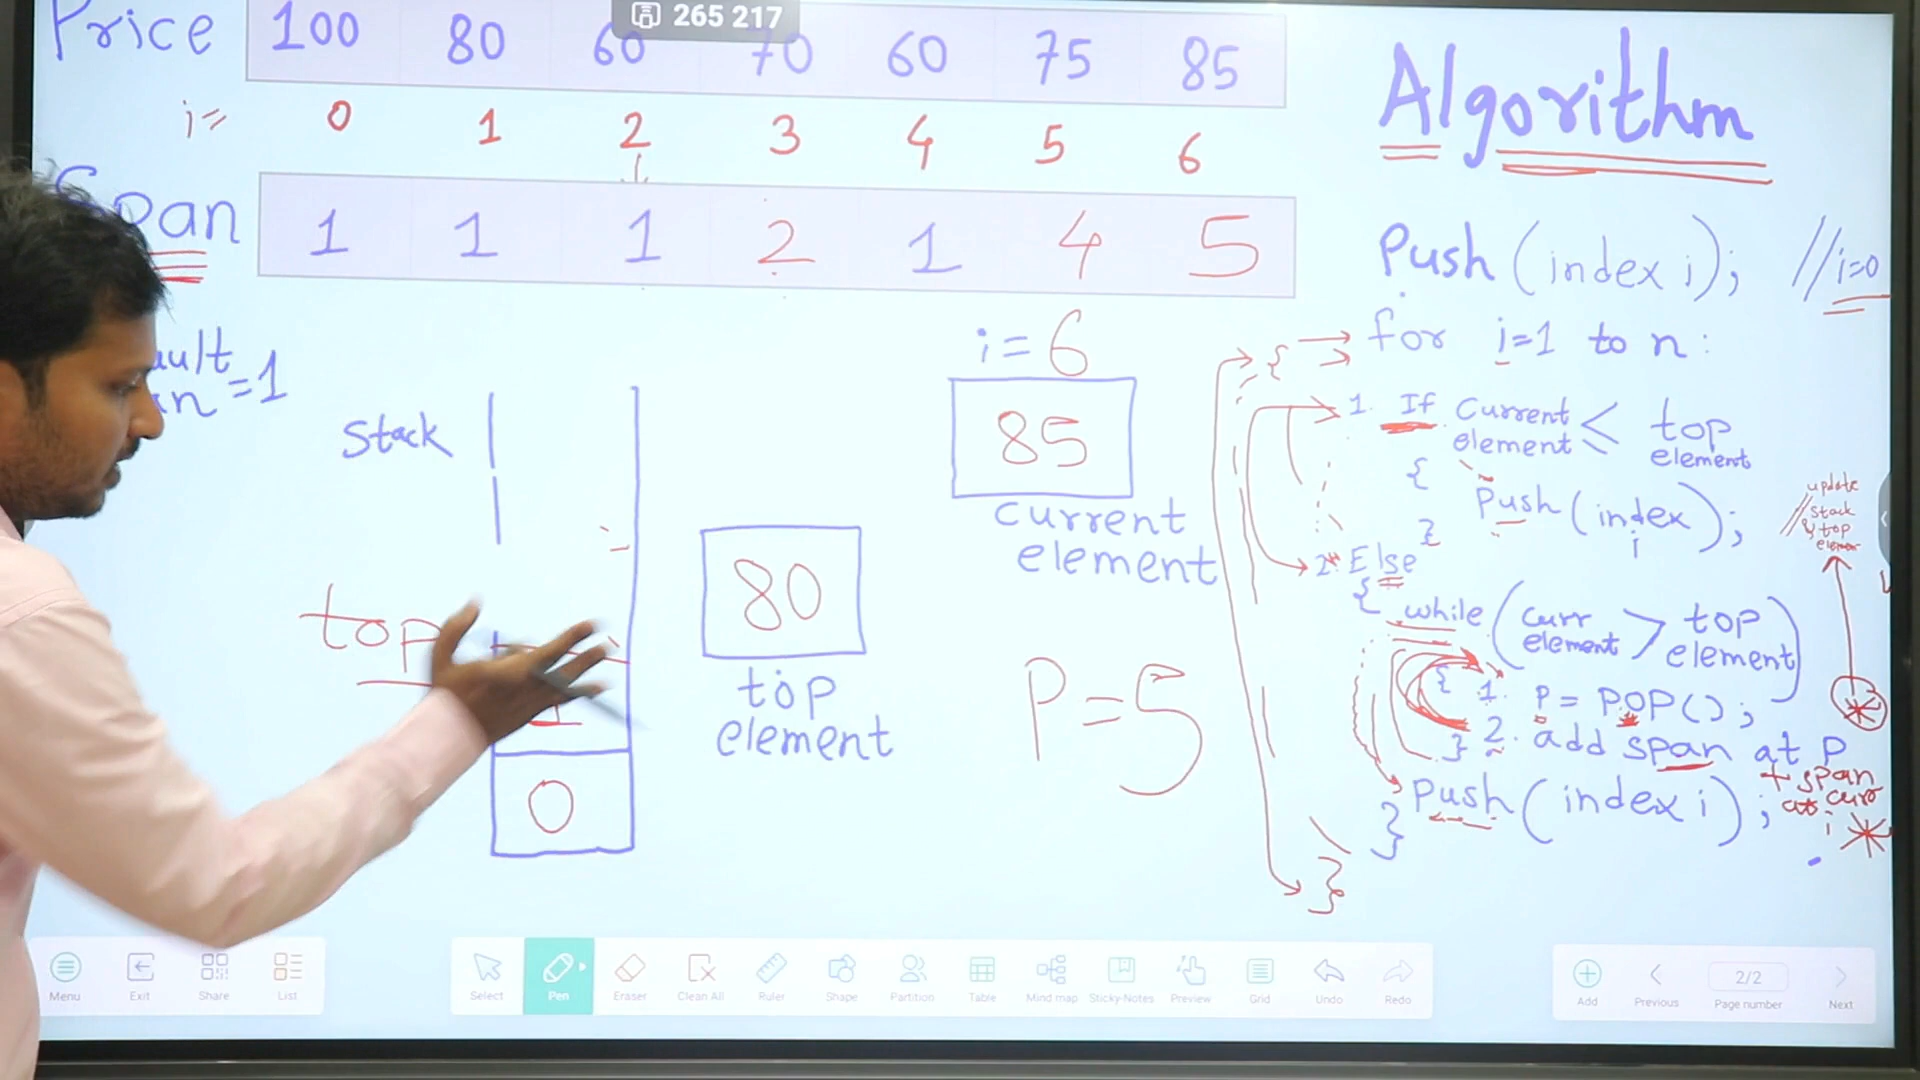 265 217
Price 100 80 60 70 60 75 85
i= 0 1 2 3 4 5 6
Span 1 1 1 2 1 4 5
=1
Stack
top
1
0
80
top
element
i=6
85
current
element
P=5
Algorithm
Push (index i); //i=0
{ for i=1 to n:
1. If current element <= top element
{
Push (index i);
}
update
// stack
& top
element
2. Else
{ while (curr element > top element)
{ 1. P = POP();
} 2. add span at P
+ span
at curr
i
Push (index i);
}
}
Menu Exit Share List
Select Pen Eraser Clean All Ruler Shape Partition Table Mind map Sticky-Notes Preview Grid Undo Redo
Add Previous 2/2 Page number Next